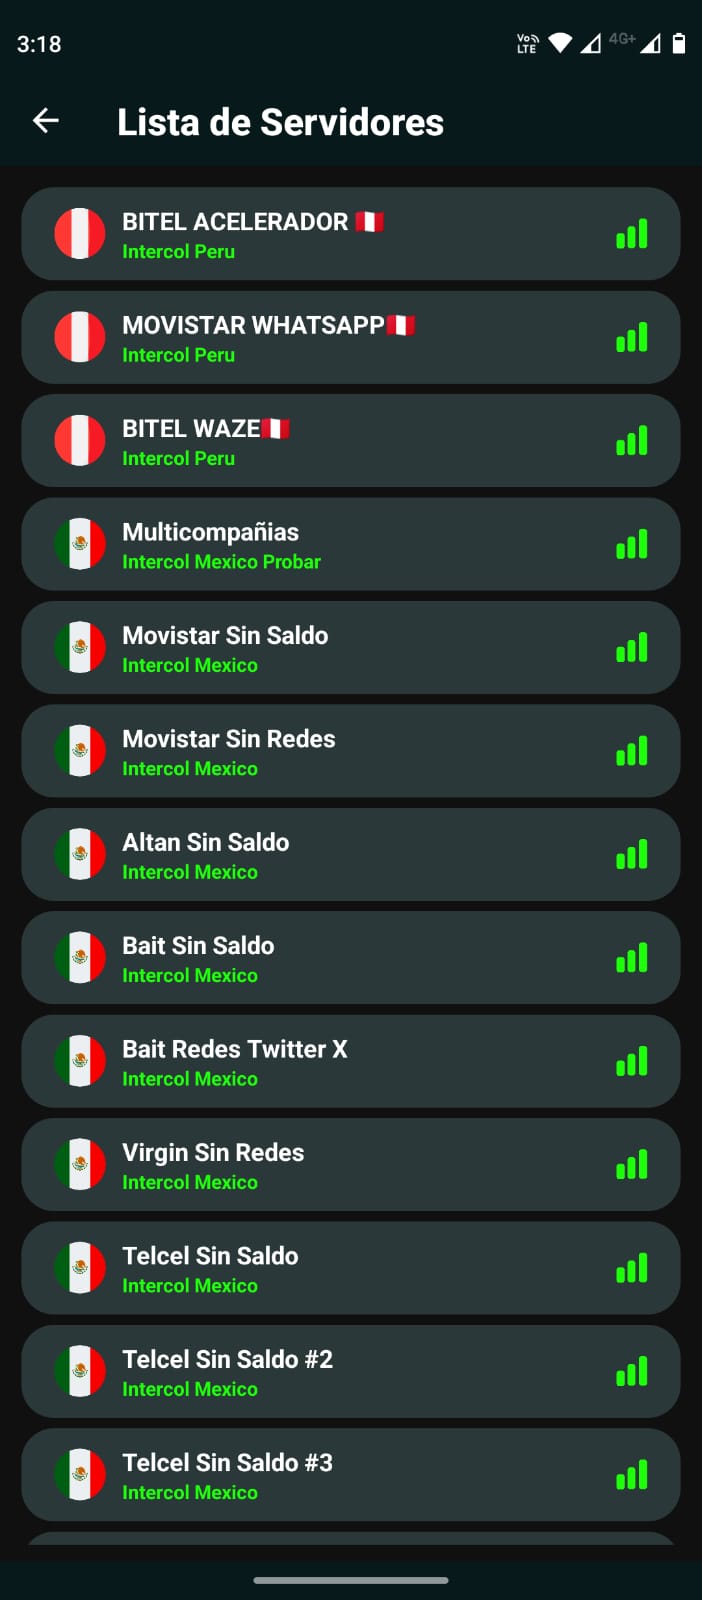 3:18
Vo LTE
4G+
Lista de Servidores
BITEL ACELERADOR 🇵🇪
Intercol Peru
MOVISTAR WHATSAPP🇵🇪
Intercol Peru
BITEL WAZE🇵🇪
Intercol Peru
Multicompañias
Intercol Mexico Probar
Movistar Sin Saldo
Intercol Mexico
Movistar Sin Redes
Intercol Mexico
Altan Sin Saldo
Intercol Mexico
Bait Sin Saldo
Intercol Mexico
Bait Redes Twitter X
Intercol Mexico
Virgin Sin Redes
Intercol Mexico
Telcel Sin Saldo
Intercol Mexico
Telcel Sin Saldo #2
Intercol Mexico
Telcel Sin Saldo #3
Intercol Mexico